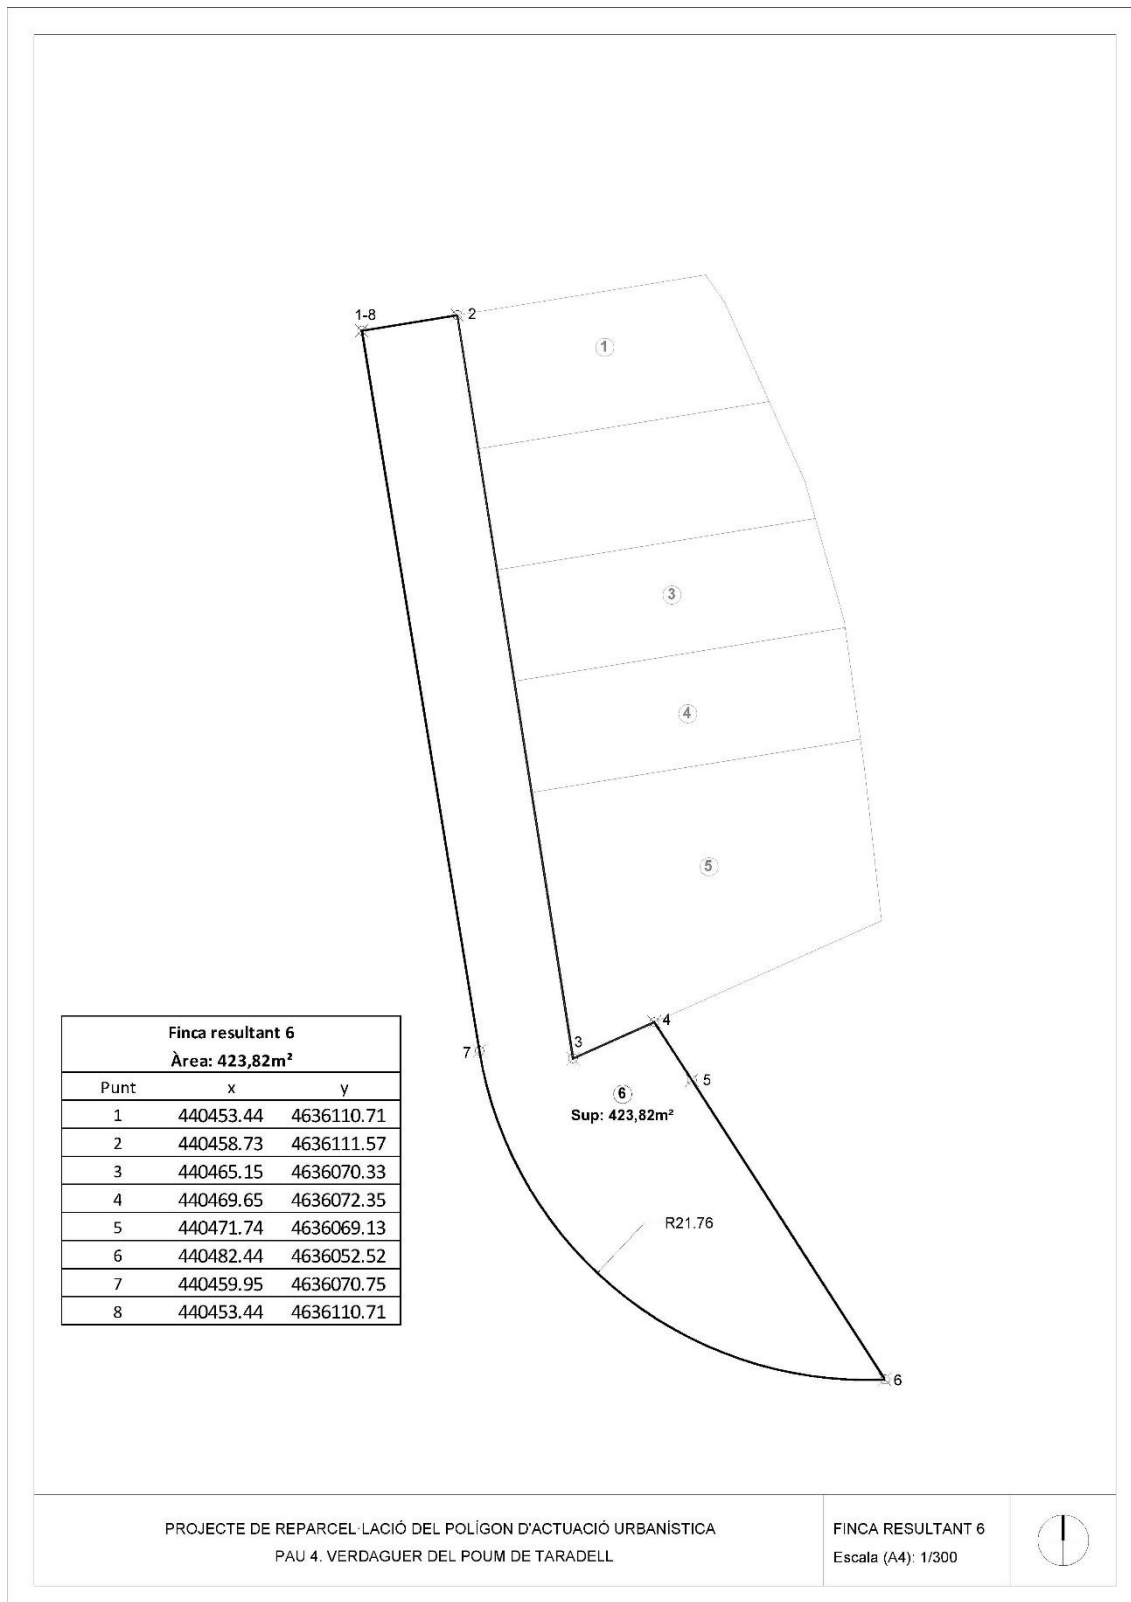 1-8
2
1
3
4
5
3
4
7
5
6
Sup: 423,82m²
R21.76
6
Finca resultant 6
Àrea: 423,82m²
Punt x y
1 440453.44 4636110.71
2 440458.73 4636111.57
3 440465.15 4636070.33
4 440469.65 4636072.35
5 440471.74 4636069.13
6 440482.44 4636052.52
7 440459.95 4636070.75
8 440453.44 4636110.71
PROJECTE DE REPARCEL·LACIÓ DEL POLÍGON D'ACTUACIÓ URBANÍSTICA
PAU 4. VERDAGUER DEL POUM DE TARADELL
FINCA RESULTANT 6
Escala (A4): 1/300